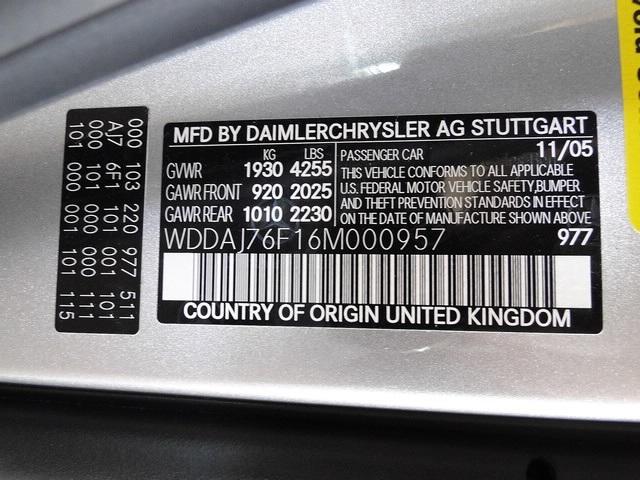 MFD BY DAIMLERCHRYSLER AG STUTTGART
KG LBS
GVWR 1930 4255
GAWR FRONT 920 2025
GAWR REAR 1010 2230
PASSENGER CAR 11/05
THIS VEHICLE CONFORMS TO ALL APPLICABLE
U.S. FEDERAL MOTOR VEHICLE SAFETY,BUMPER
AND THEFT PREVENTION STANDARDS IN EFFECT
ON THE DATE OF MANUFACTURE SHOWN ABOVE
WDDAJ76F16M000957 977
COUNTRY OF ORIGIN UNITED KINGDOM
000 103 220 977 511
AJ7 6F1 000 001 101
000 101 101 000 111
101 000 001 101 115